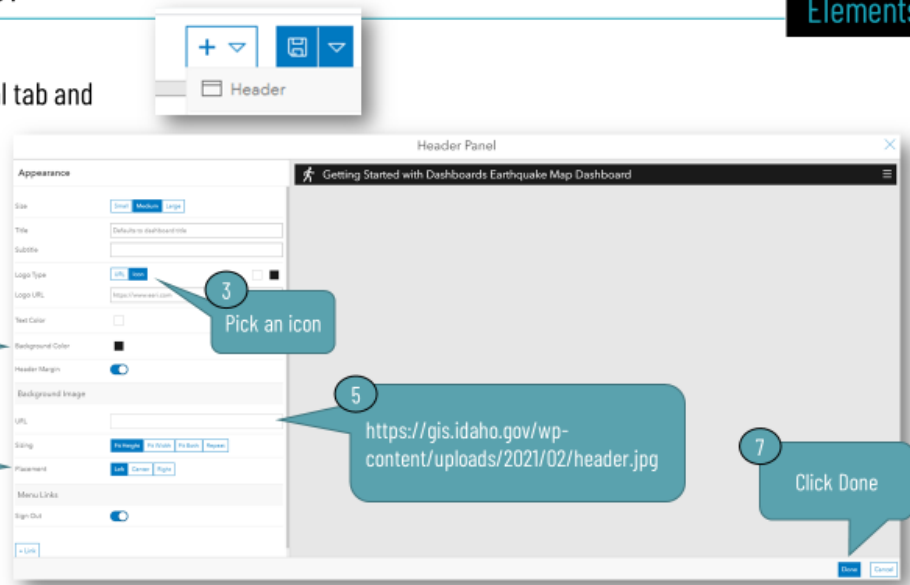 Elements
Header
l tab and
Header Panel
Appearance
Getting Started with Dashboards Earthquake Map Dashboard
Size
Small Medium Large
Title
Defaults to dashboard title
Subtitle
Logo Type
URL Icon
3
Pick an icon
Logo URL
https://www.esri.com
Text Color
Background Color
Header Margin
Background Image
5
https://gis.idaho.gov/wp-
content/uploads/2021/02/header.jpg
URL
Sizing
Fit Height Fit Width Fit Both Repeat
Placement
Left Center Right
7
Click Done
Menu Links
Sign Out
+ Link
Done Cancel